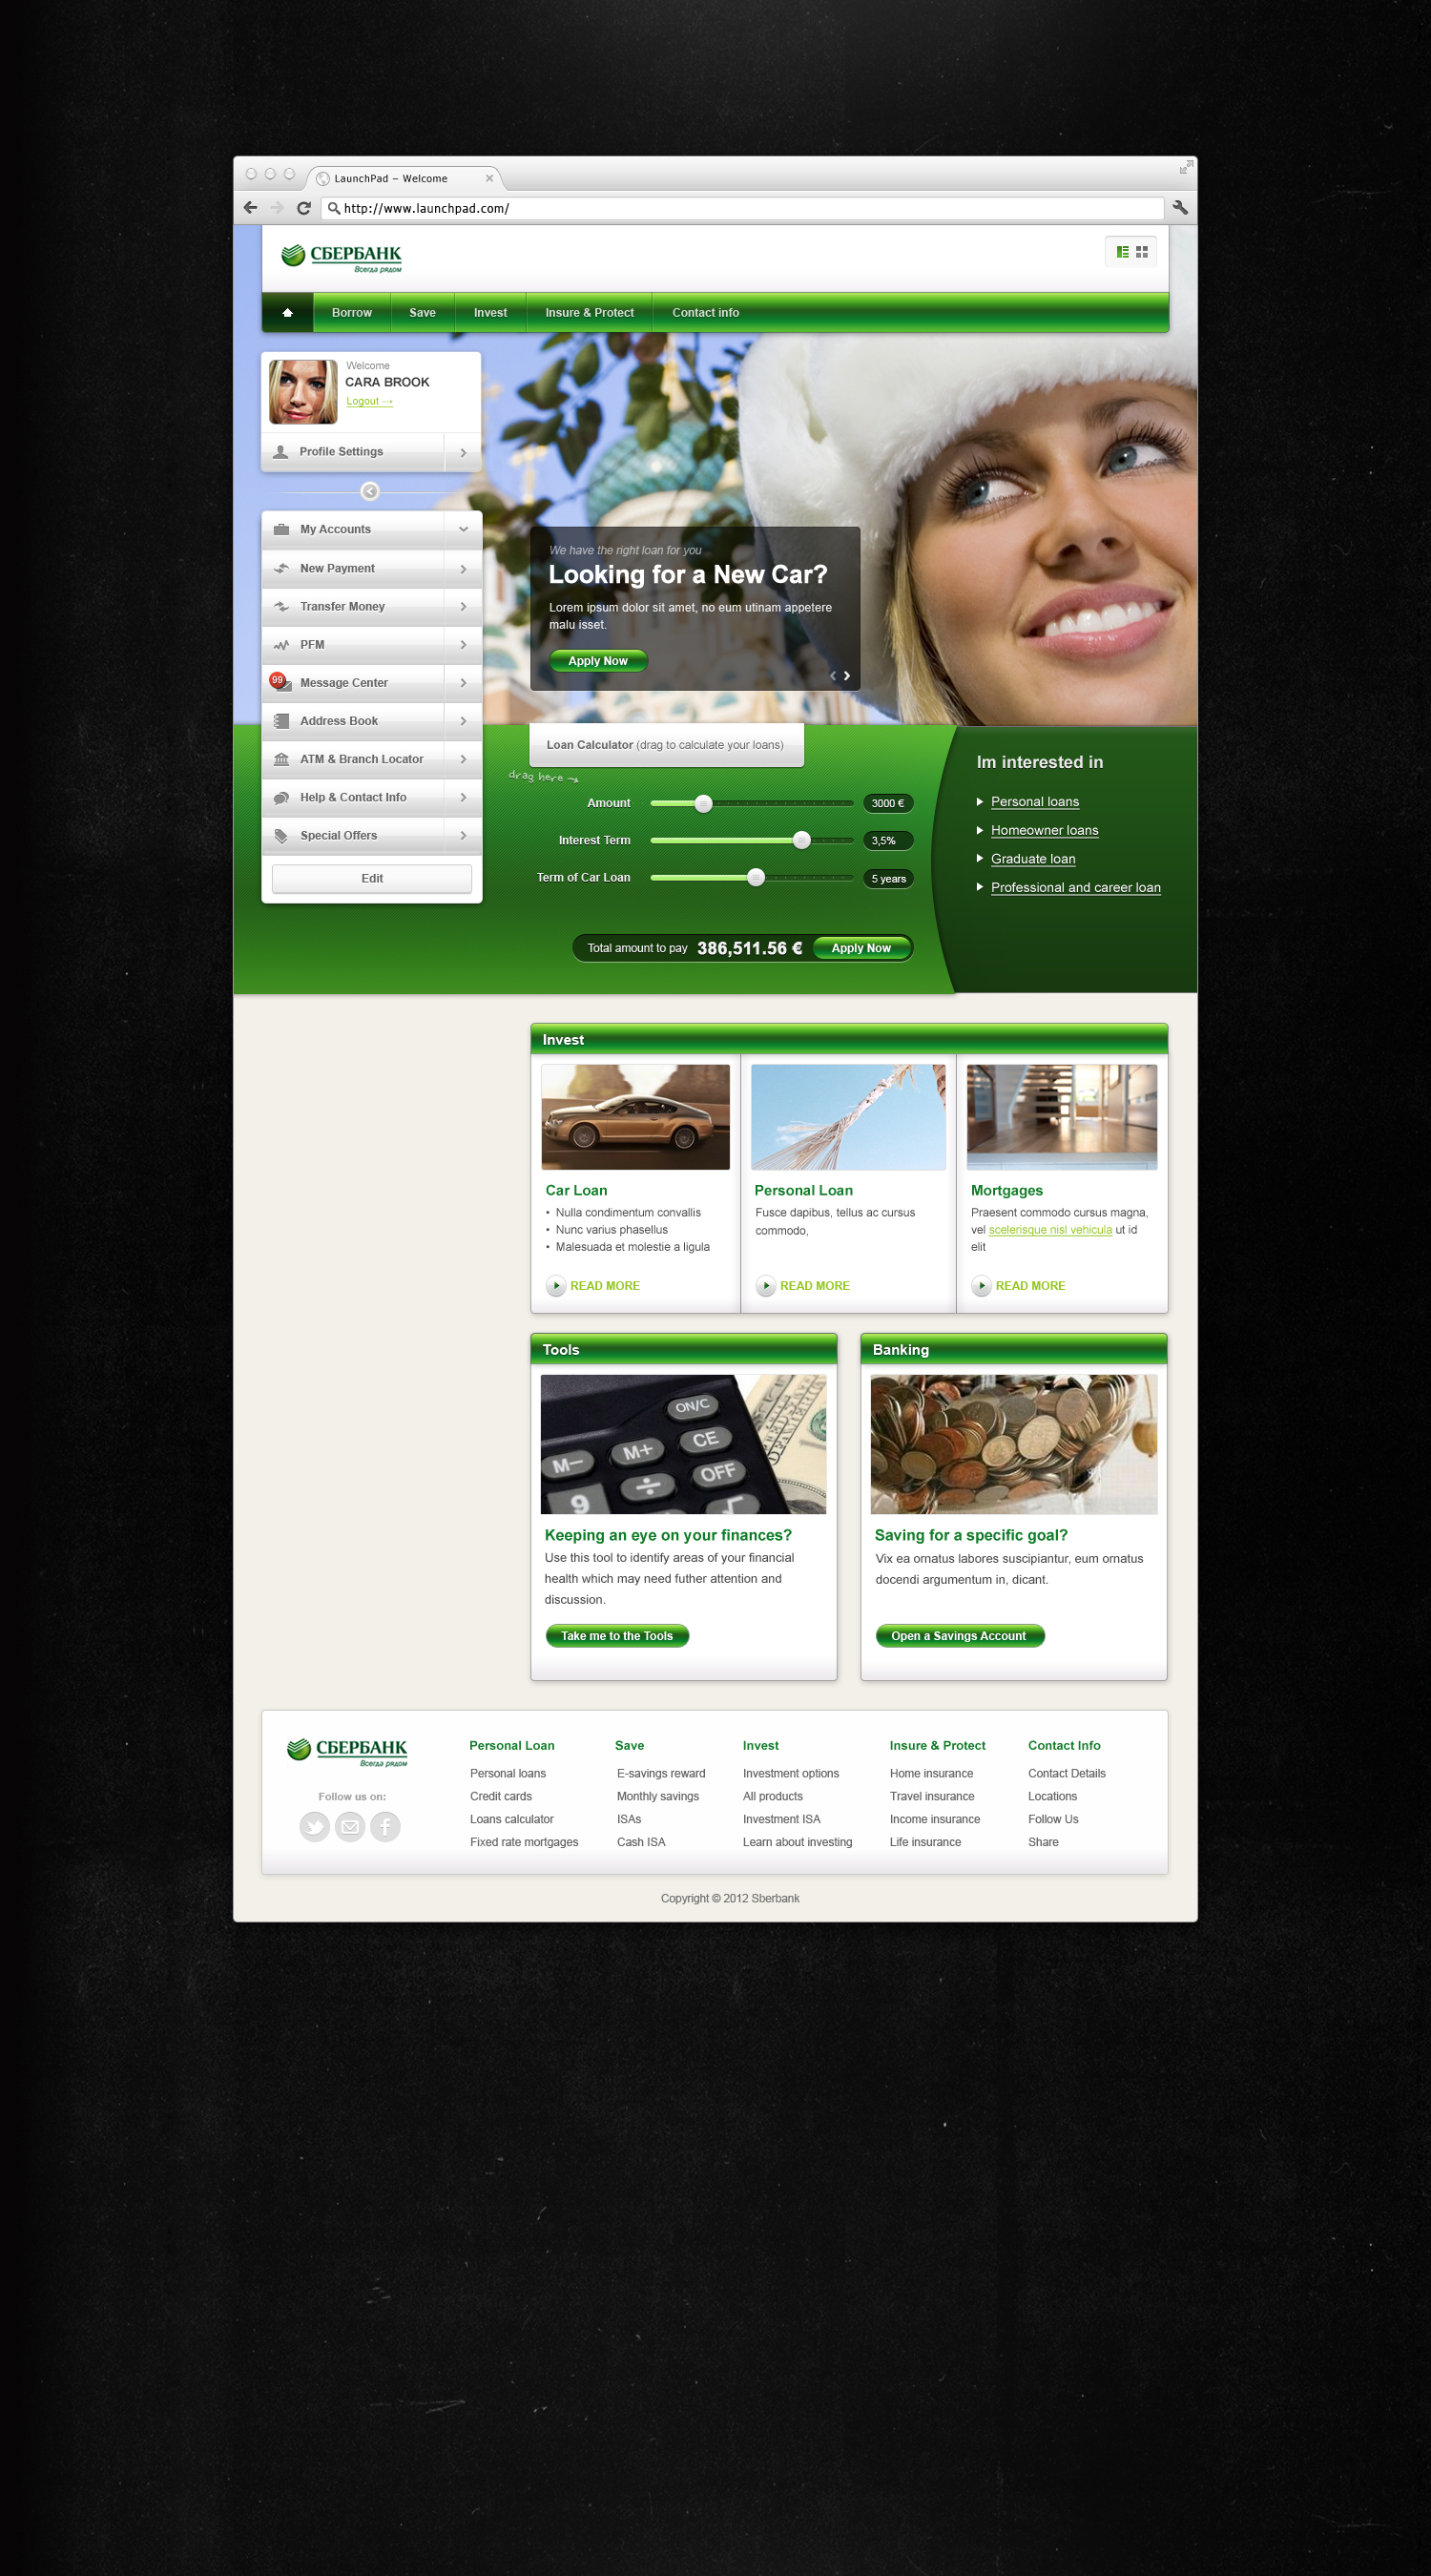 LaunchPad – Welcome
http://www.launchpad.com/
СБЕРБАНК
Всегда рядом
Borrow Save Invest Insure & Protect Contact info
Welcome
CARA BROOK
Logout →
Profile Settings
My Accounts
New Payment
Transfer Money
PFM
99
Message Center
Address Book
ATM & Branch Locator
Help & Contact Info
Special Offers
Edit
We have the right loan for you
Looking for a New Car?
Lorem ipsum dolor sit amet, no eum utinam appetere
malu isset.
Apply Now
Loan Calculator (drag to calculate your loans)
drag here →
Amount 3000 €
Interest Term 3,5%
Term of Car Loan 5 years
Total amount to pay 386,511.56 € Apply Now
Im interested in
Personal loans
Homeowner loans
Graduate loan
Professional and career loan
Invest
Car Loan
• Nulla condimentum convallis
• Nunc varius phasellus
• Malesuada et molestie a ligula
READ MORE
Personal Loan
Fusce dapibus, tellus ac cursus
commodo,
READ MORE
Mortgages
Praesent commodo cursus magna,
vel scelerisque nisl vehicula ut id
elit
READ MORE
Tools
ON/C
M− M+ CE
9 ÷ OFF
√
Keeping an eye on your finances?
Use this tool to identify areas of your financial
health which may need futher attention and
discussion.
Take me to the Tools
Banking
Saving for a specific goal?
Vix ea ornatus labores suscipiantur, eum ornatus
docendi argumentum in, dicant.
Open a Savings Account
СБЕРБАНК
Всегда рядом
Follow us on:
Personal Loan
Personal loans
Credit cards
Loans calculator
Fixed rate mortgages
Save
E-savings reward
Monthly savings
ISAs
Cash ISA
Invest
Investment options
All products
Investment ISA
Learn about investing
Insure & Protect
Home insurance
Travel insurance
Income insurance
Life insurance
Contact Info
Contact Details
Locations
Follow Us
Share
Copyright © 2012 Sberbank